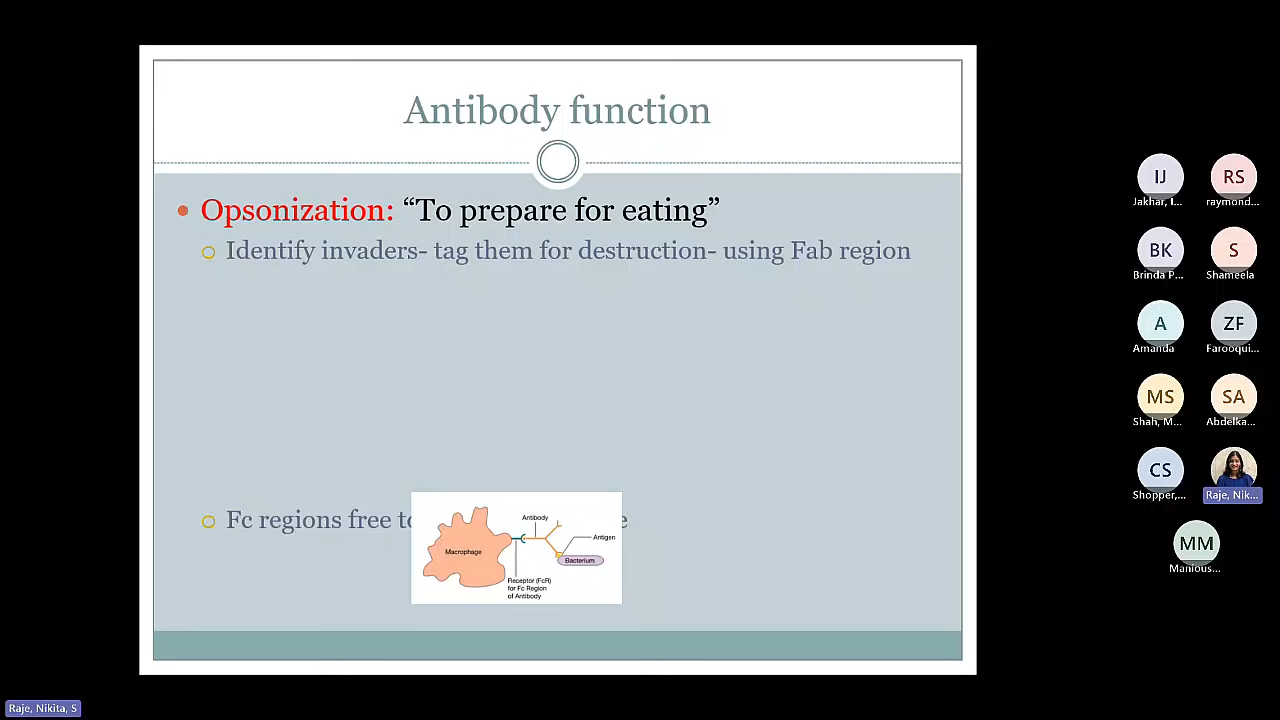 Antibody function
Opsonization: “To prepare for eating”
Identify invaders- tag them for destruction- using Fab region
Fc regions free
Macrophage
Antibody
Antigen
Bacterium
Receptor (FcR)
for Fc Region
of Antibody
IJ
Jakhar, I...
RS
raymond...
BK
Brinda P...
S
Shameela
A
Amanda
ZF
Farooqui...
MS
Shah, M...
SA
Abdelka...
CS
Shopper,...
Raje, Nik...
MM
Manious...
Raje, Nikita, S